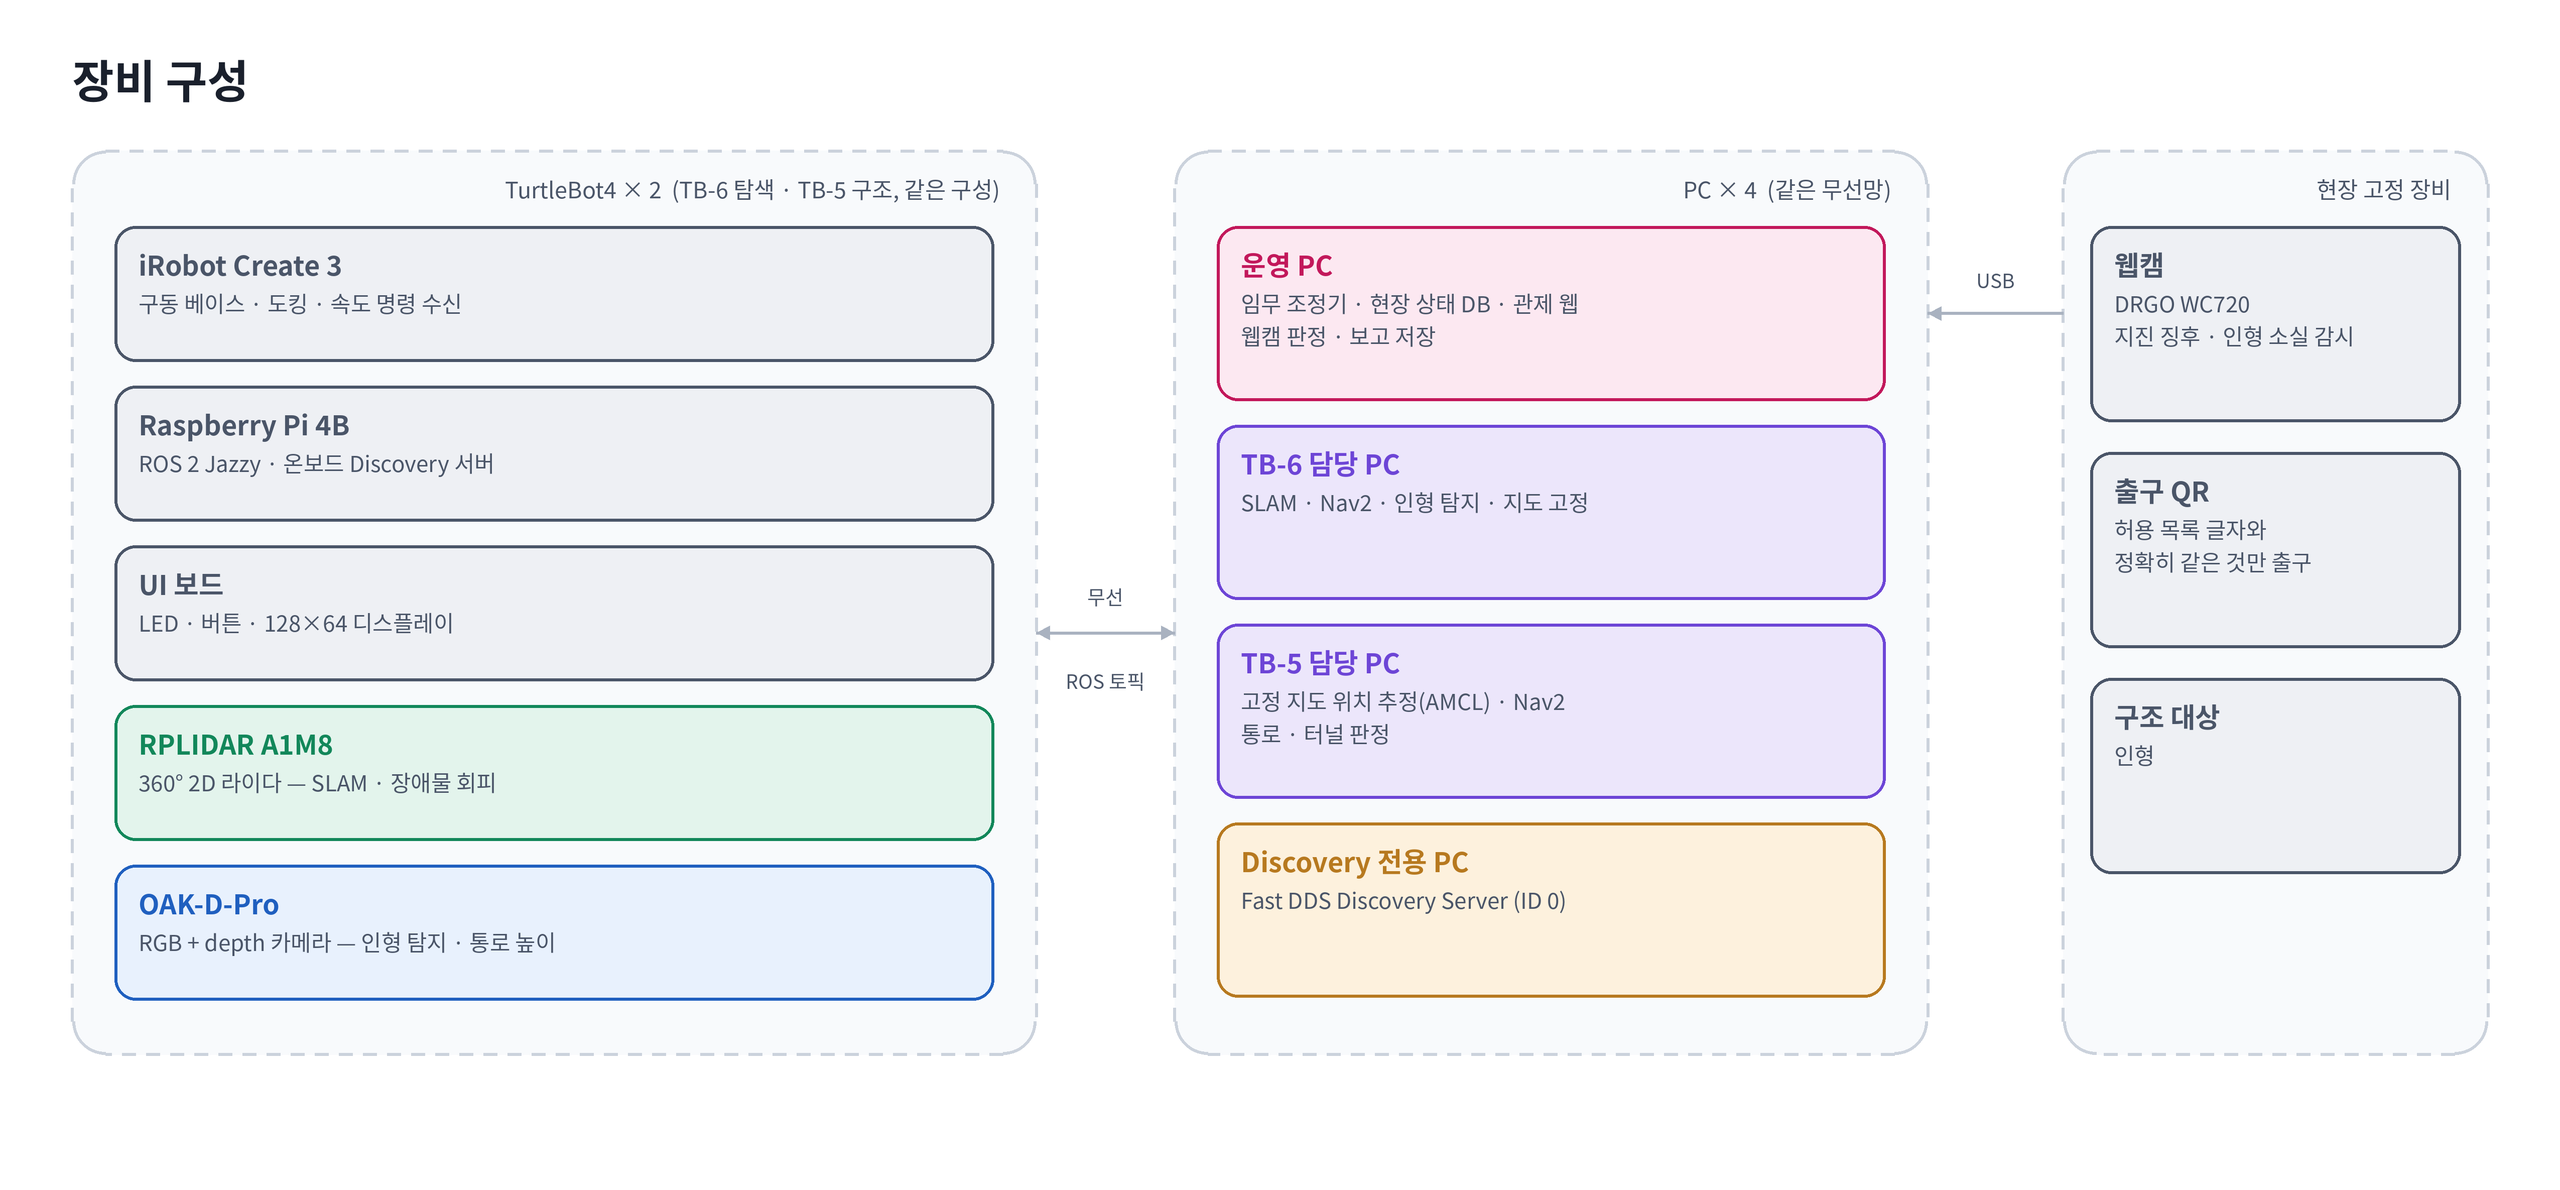 장비 구성
TurtleBot4 × 2 (TB-6 탐색 · TB-5 구조, 같은 구성)
iRobot Create 3
구동 베이스 · 도킹 · 속도 명령 수신
Raspberry Pi 4B
ROS 2 Jazzy · 온보드 Discovery 서버
UI 보드
LED · 버튼 · 128×64 디스플레이
RPLIDAR A1M8
360° 2D 라이다 — SLAM · 장애물 회피
OAK-D-Pro
RGB + depth 카메라 — 인형 탐지 · 통로 높이
무선
ROS 토픽
PC × 4 (같은 무선망)
운영 PC
임무 조정기 · 현장 상태 DB · 관제 웹
웹캠 판정 · 보고 저장
TB-6 담당 PC
SLAM · Nav2 · 인형 탐지 · 지도 고정
TB-5 담당 PC
고정 지도 위치 추정(AMCL) · Nav2
통로 · 터널 판정
Discovery 전용 PC
Fast DDS Discovery Server (ID 0)
USB
현장 고정 장비
웹캠
DRGO WC720
지진 징후 · 인형 소실 감시
출구 QR
허용 목록 글자와
정확히 같은 것만 출구
구조 대상
인형